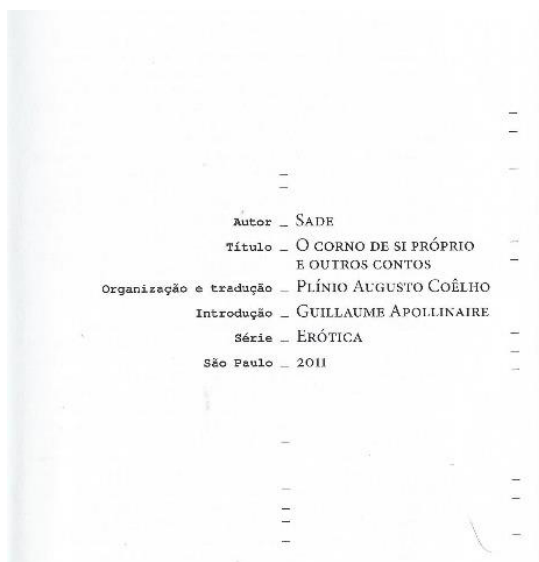 Autor _ Sade
Título _ O corno de si próprio
e outros contos
Organização e tradução _ Plínio Augusto Coêlho
Introdução _ Guillaume Apollinaire
Série _ Erótica
São Paulo _ 2011